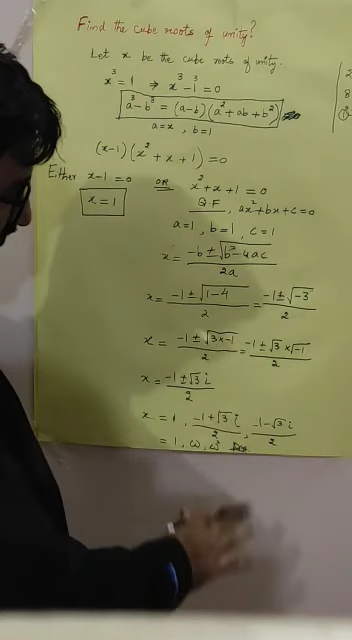 Find the cube roots of unity?
Let x be the cube roots of unity.
x³ = 1 ⇒ x³ - 1³ = 0
a³ - b³ = (a-b)(a² + ab + b²)
a = x , b = 1
(x-1)(x² + x + 1) = 0
Either x-1 = 0 OR x² + x + 1 = 0
x = 1
Q F , ax² + bx + c = 0
a = 1 , b = 1 , c = 1
x = (-b ± √(b² - 4ac))/2a
x = (-1 ± √(1-4))/2 = (-1 ± √-3)/2
x = (-1 ± √(3×-1))/2 = (-1 ± √3 × √-1)/2
x = (-1 ± √3 i)/2
x = 1 , (-1 + √3 i)/2 , (-1 - √3 i)/2
= 1, ω, ω²